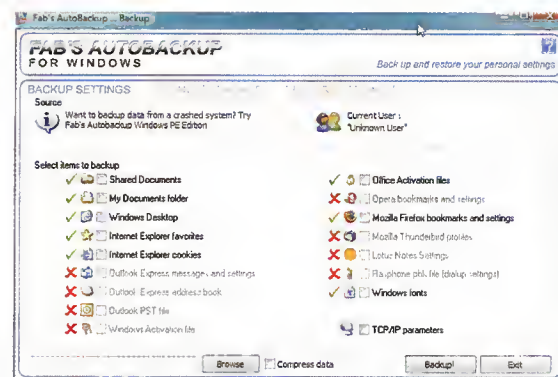 Fab's AutoBackup ... Backup
FAB'S AUTOBACKUP
FOR WINDOWS
Back up and restore your personal settings
BACKUP SETTINGS
Source
Want to backup data from a crashed system? Try
Fab's Autobackup Windows PE Edition
Current User :
"Unknown User"
Select items to backup
Shared Documents
My Documents folder
Windows Desktop
Internet Explorer favorites
Internet Explorer cookies
Outlook Express messages and settings
Outlook Express address book
Outlook PST file
Windows Activation file
Office Activation files
Opera bookmarks and settings
Mozilla Firefox bookmarks and settings
Mozilla Thunderbird profiles
Lotus Notes Settings
Rasphone pbk file (dialup settings)
Windows fonts
TCP/IP parameters
Browse
Compress data
Backup!
Exit